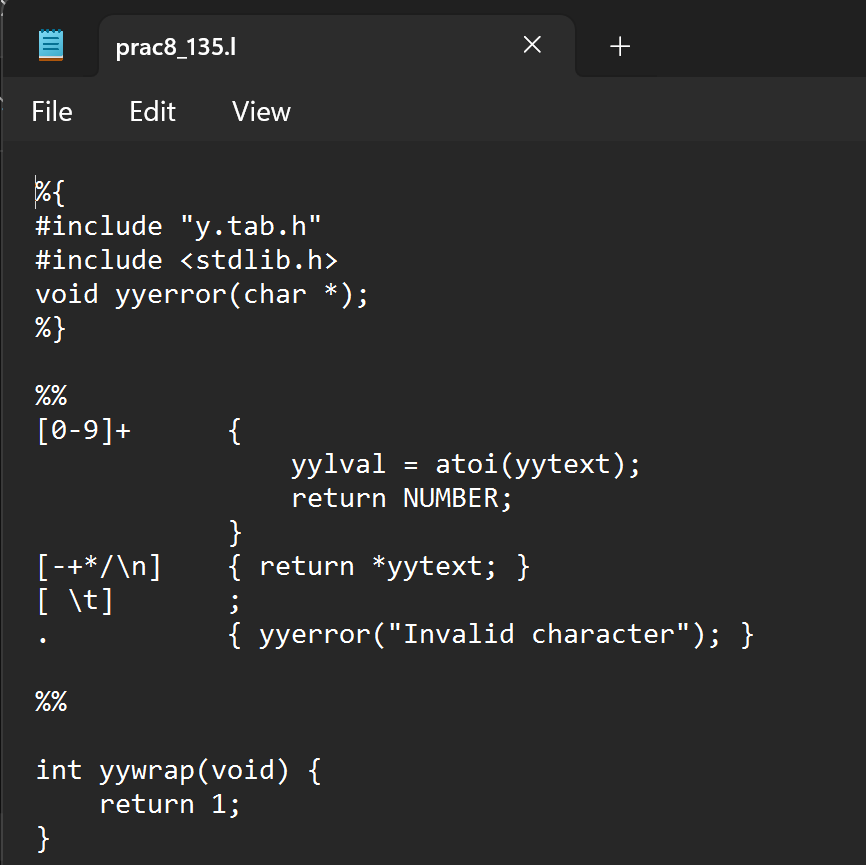 prac8_135.l
File Edit View
%{
#include "y.tab.h"
#include <stdlib.h>
void yyerror(char *);
%}
%%
[0-9]+      {
                yylval = atoi(yytext);
                return NUMBER;
            }
[-+*/\n]    { return *yytext; }
[ \t]       ;
.           { yyerror("Invalid character"); }
%%
int yywrap(void) {
    return 1;
}